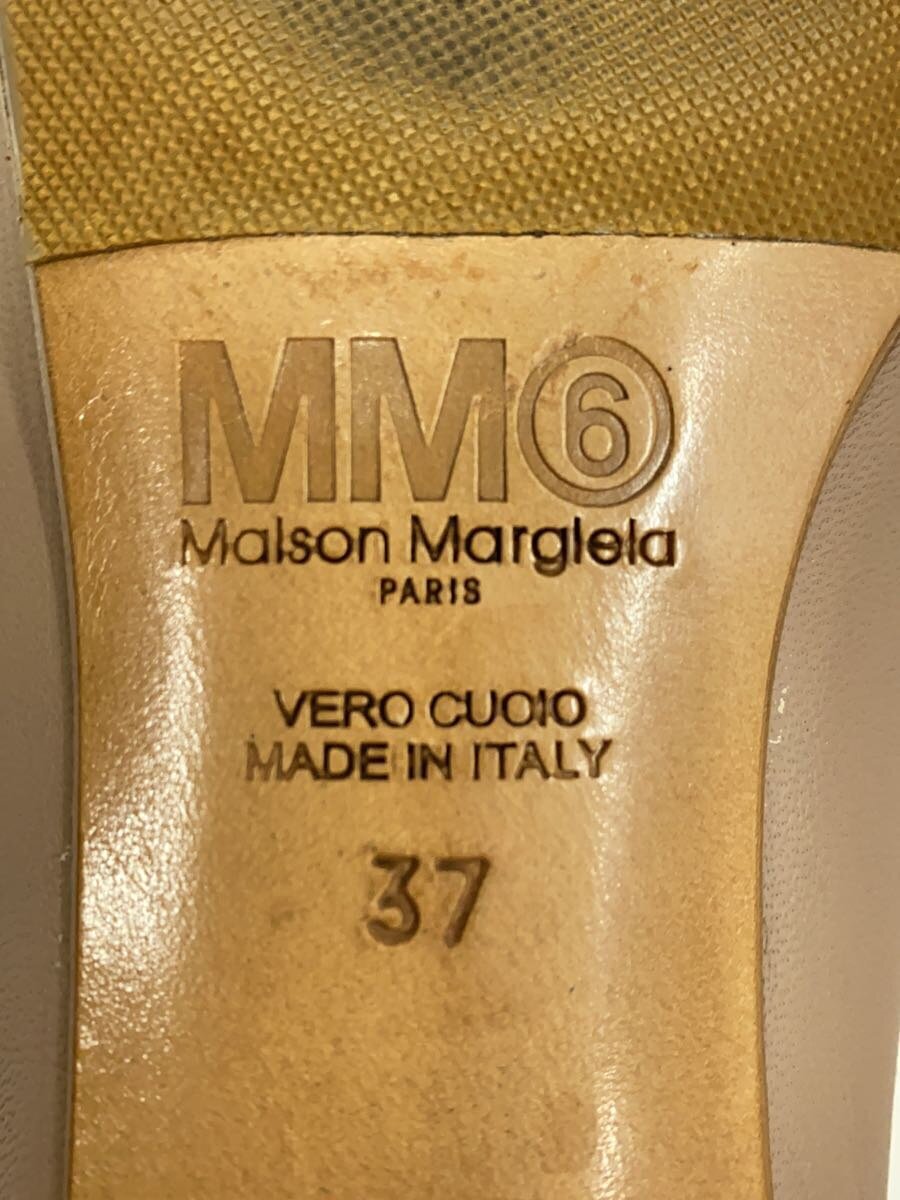 MM⑥
Maison Margiela
PARIS
VERO CUOIO
MADE IN ITALY
37